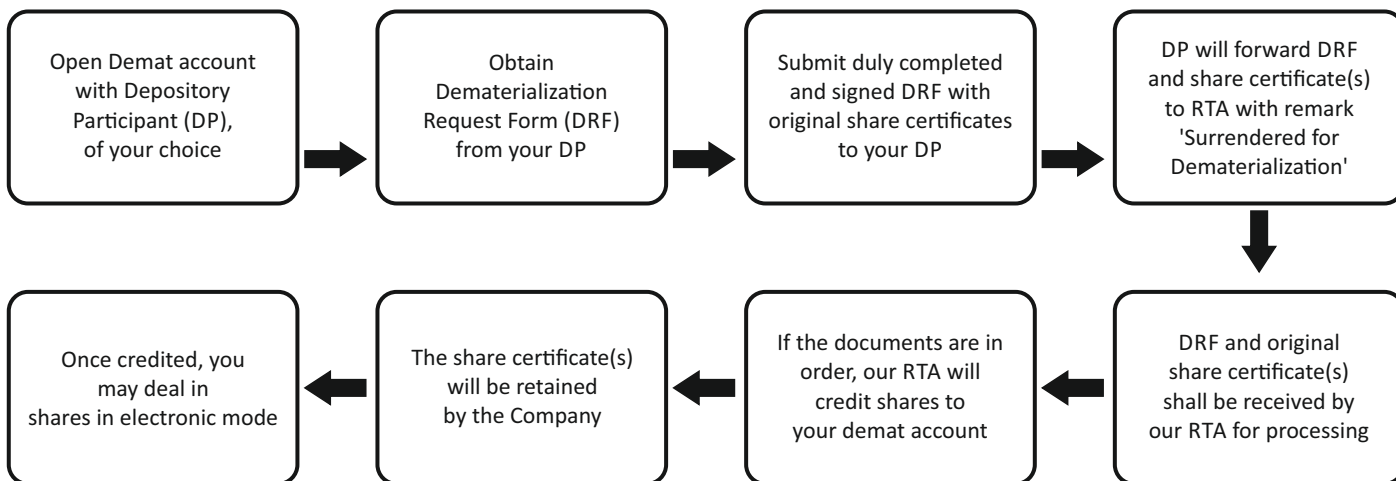 Open Demat account
with Depository
Participant (DP),
of your choice
Obtain
Dematerialization
Request Form (DRF)
from your DP
Submit duly completed
and signed DRF with
original share certificates
to your DP
DP will forward DRF
and share certificate(s)
to RTA with remark
'Surrendered for
Dematerialization'
DRF and original
share certificate(s)
shall be received by
our RTA for processing
If the documents are in
order, our RTA will
credit shares to
your demat account
The share certificate(s)
will be retained
by the Company
Once credited, you
may deal in
shares in electronic mode